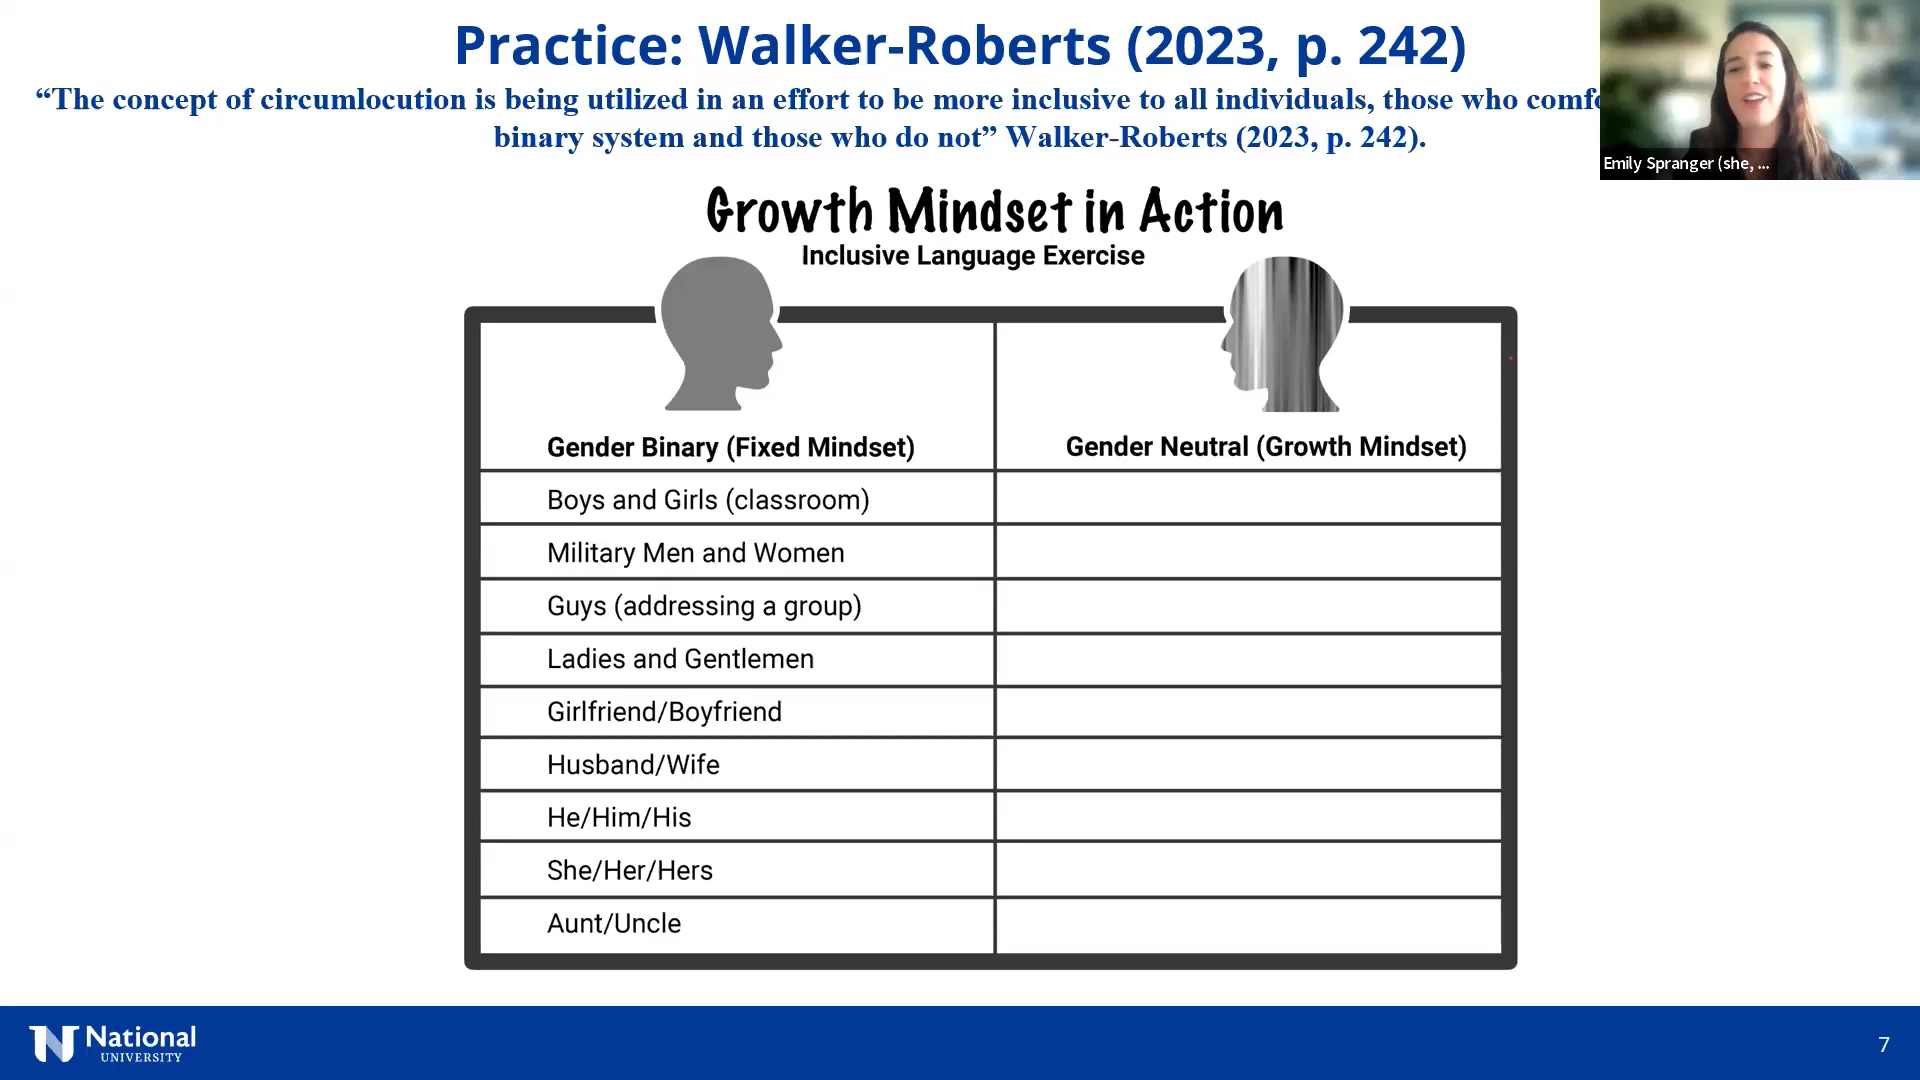 Practice: Walker-Roberts (2023, p. 242)
“The concept of circumlocution is being utilized in an effort to be more inclusive to all individuals, those who
binary system and those who do not” Walker-Roberts (2023, p. 242).
Emily Spranger (she, ...
Growth Mindset in Action
Inclusive Language Exercise
Gender Binary (Fixed Mindset)
Gender Neutral (Growth Mindset)
Boys and Girls (classroom)
Military Men and Women
Guys (addressing a group)
Ladies and Gentlemen
Girlfriend/Boyfriend
Husband/Wife
He/Him/His
She/Her/Hers
Aunt/Uncle
National
UNIVERSITY
7